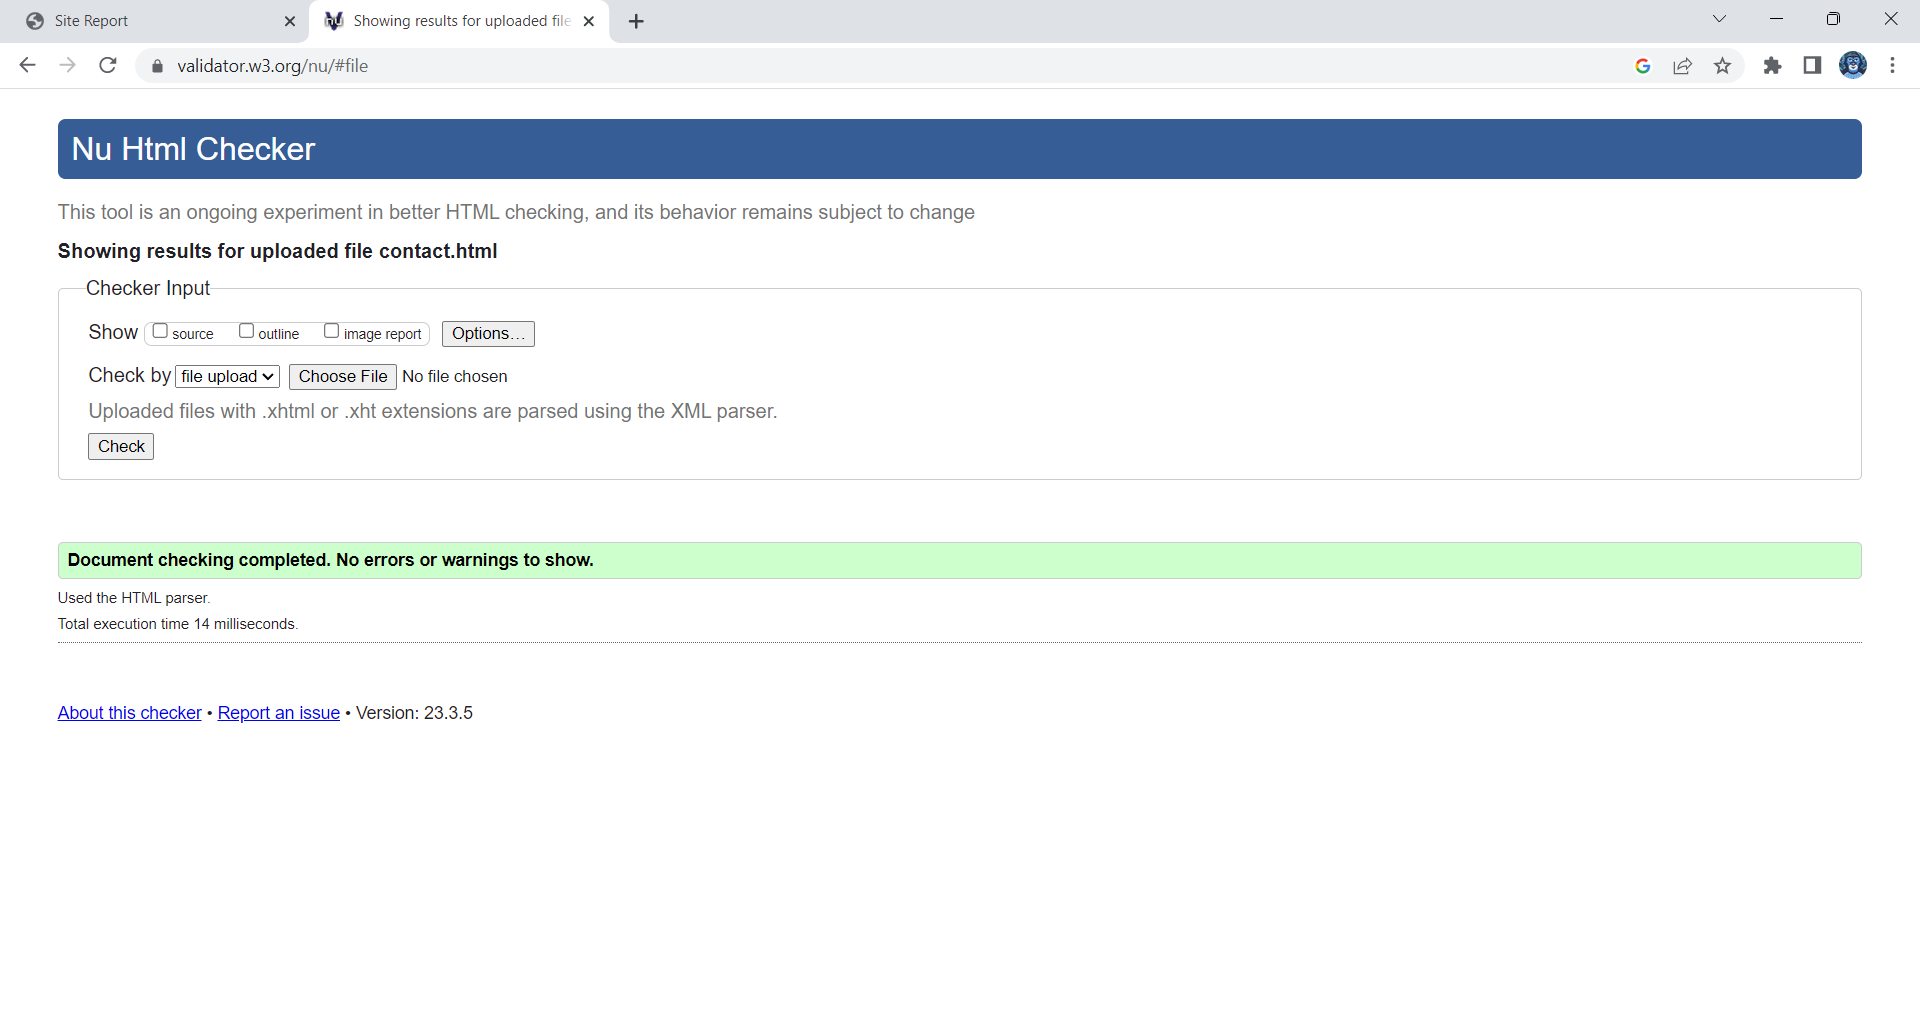 Site Report
Showing results for uploaded file
validator.w3.org/nu/#file
Nu Html Checker
This tool is an ongoing experiment in better HTML checking, and its behavior remains subject to change
Showing results for uploaded file contact.html
Checker Input
Show source outline image report Options...
Check by file upload Choose File No file chosen
Uploaded files with .xhtml or .xht extensions are parsed using the XML parser.
Check
Document checking completed. No errors or warnings to show.
Used the HTML parser.
Total execution time 14 milliseconds.
About this checker • Report an issue • Version: 23.3.5